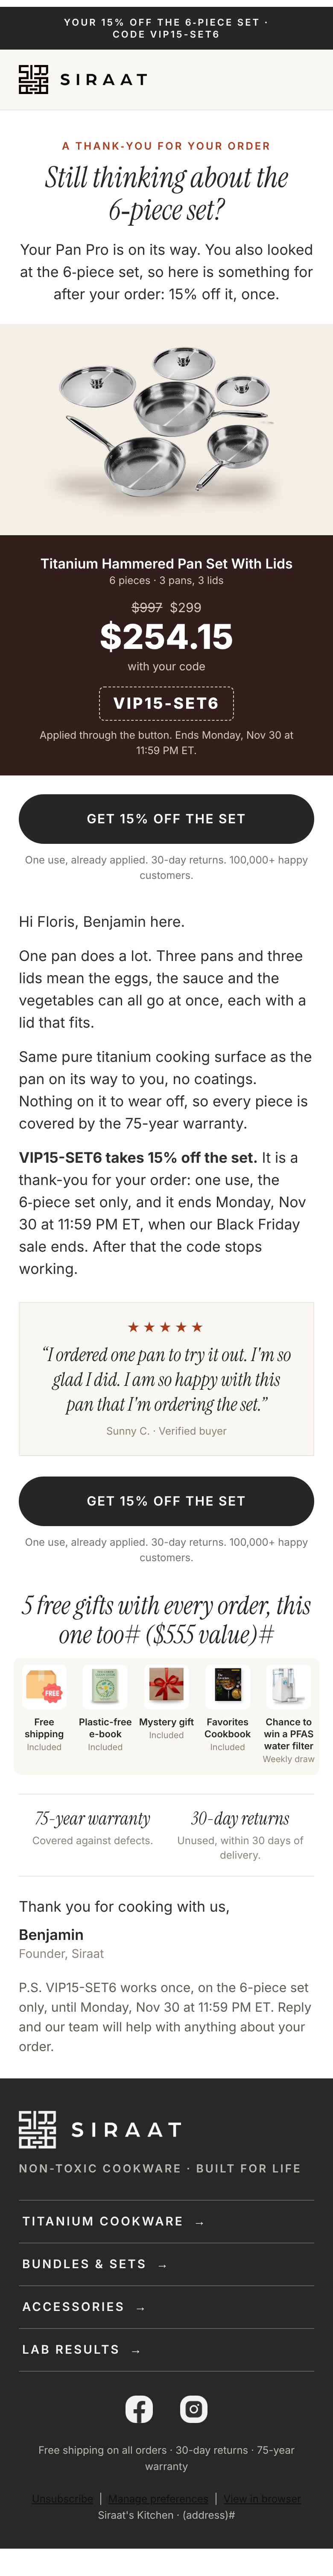 YOUR 15% OFF THE 6-PIECE SET ·
CODE VIP15-SET6
SIRAAT
A THANK-YOU FOR YOUR ORDER
Still thinking about the
6-piece set?
Your Pan Pro is on its way. You also looked
at the 6-piece set, so here is something for
after your order: 15% off it, once.
Titanium Hammered Pan Set With Lids
6 pieces · 3 pans, 3 lids
$997 $299
$254.15
with your code
VIP15-SET6
Applied through the button. Ends Monday, Nov 30 at
11:59 PM ET.
GET 15% OFF THE SET
One use, already applied. 30-day returns. 100,000+ happy
customers.
Hi Floris, Benjamin here.
One pan does a lot. Three pans and three
lids mean the eggs, the sauce and the
vegetables can all go at once, each with a
lid that fits.
Same pure titanium cooking surface as the
pan on its way to you, no coatings.
Nothing on it to wear off, so every piece is
covered by the 75-year warranty.
VIP15-SET6 takes 15% off the set. It is a
thank-you for your order: one use, the
6-piece set only, and it ends Monday, Nov
30 at 11:59 PM ET, when our Black Friday
sale ends. After that the code stops
working.
★★★★★
“I ordered one pan to try it out. I'm so
glad I did. I am so happy with this
pan that I'm ordering the set.”
Sunny C. · Verified buyer
GET 15% OFF THE SET
One use, already applied. 30-day returns. 100,000+ happy
customers.
5 free gifts with every order, this
one too# ($555 value)#
FREE
Free
shipping
Included
Plastic-free
e-book
Included
Mystery gift
Included
Favorites
Cookbook
Included
Chance to
win a PFAS
water filter
Weekly draw
75-year warranty
Covered against defects.
30-day returns
Unused, within 30 days of
delivery.
Thank you for cooking with us,
Benjamin
Founder, Siraat
P.S. VIP15-SET6 works once, on the 6-piece set
only, until Monday, Nov 30 at 11:59 PM ET. Reply
and our team will help with anything about your
order.
SIRAAT
NON-TOXIC COOKWARE · BUILT FOR LIFE
TITANIUM COOKWARE →
BUNDLES & SETS →
ACCESSORIES →
LAB RESULTS →
Free shipping on all orders · 30-day returns · 75-year
warranty
Unsubscribe | Manage preferences | View in browser
Siraat's Kitchen · (address)#